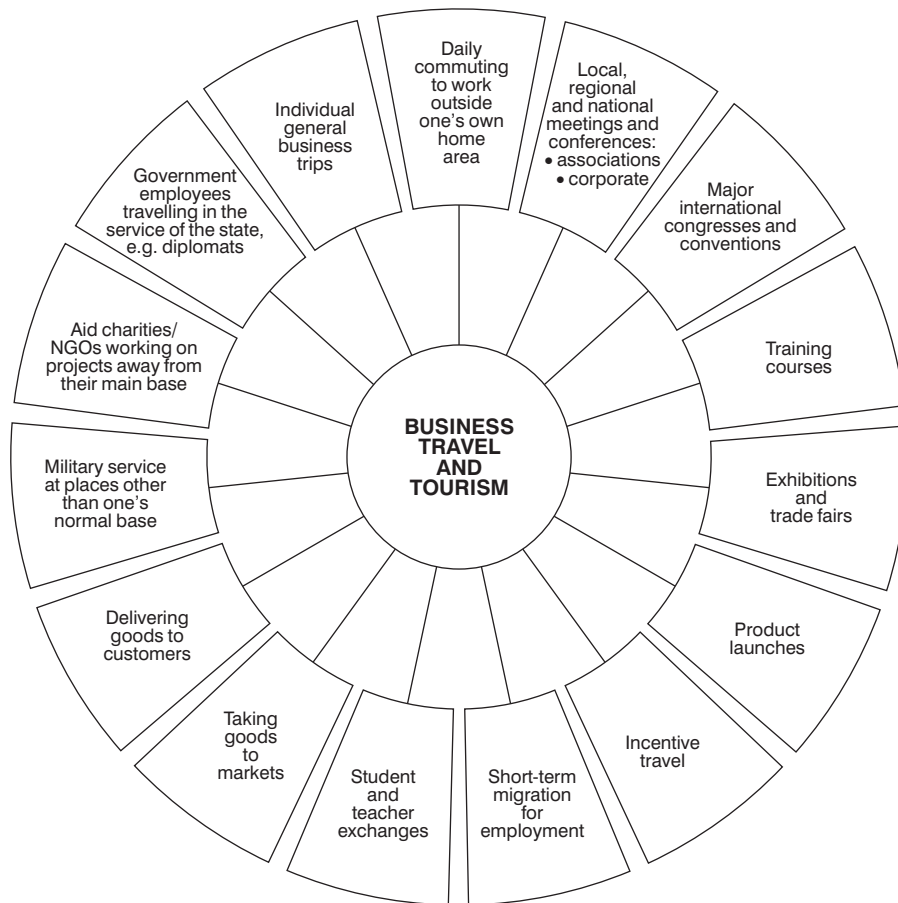 Daily
commuting
to work
outside
one's own
home
area
Local,
regional
and national
meetings and
conferences:
• associations
• corporate
Major
international
congresses and
conventions
Training
courses
Exhibitions
and
trade fairs
Product
launches
Incentive
travel
Short-term
migration
for
employment
Student
and
teacher
exchanges
Taking
goods
to
markets
Delivering
goods to
customers
Military service
at places other
than one's
normal base
Aid charities/
NGOs working on
projects away from
their main base
Government
employees
travelling in the
service of the state,
e.g. diplomats
Individual
general
business
trips
BUSINESS
TRAVEL
AND
TOURISM